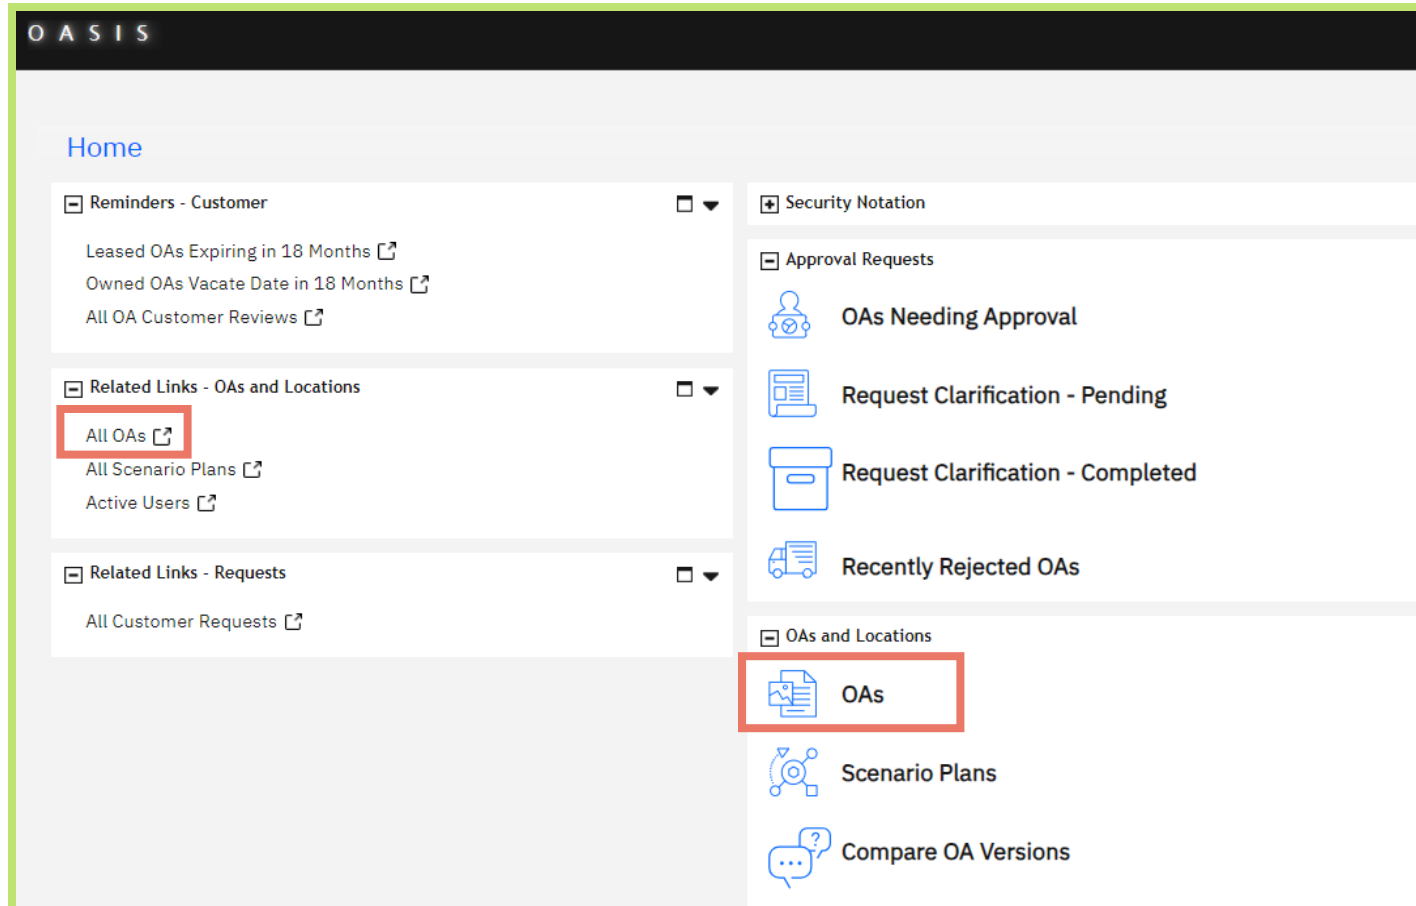 OASIS
Home
Reminders - Customer
Leased OAs Expiring in 18 Months
Owned OAs Vacate Date in 18 Months
All OA Customer Reviews
Related Links - OAs and Locations
All OAs
All Scenario Plans
Active Users
Related Links - Requests
All Customer Requests
Security Notation
Approval Requests
OAs Needing Approval
Request Clarification - Pending
Request Clarification - Completed
Recently Rejected OAs
OAs and Locations
OAs
Scenario Plans
?
Compare OA Versions